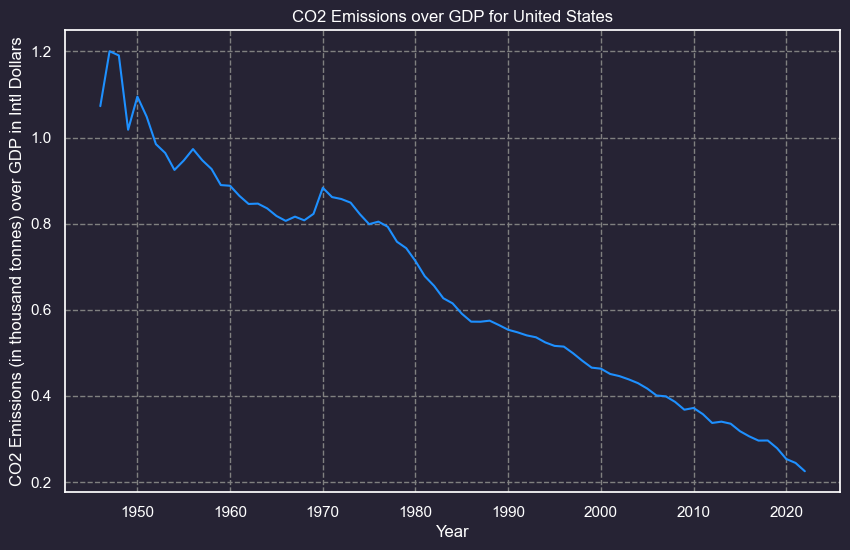 CO2 Emissions over GDP for United States
CO2 Emissions (in thousand tonnes) over GDP in Intl Dollars
1.2
1.0
0.8
0.6
0.4
0.2
1950 1960 1970 1980 1990 2000 2010 2020
Year